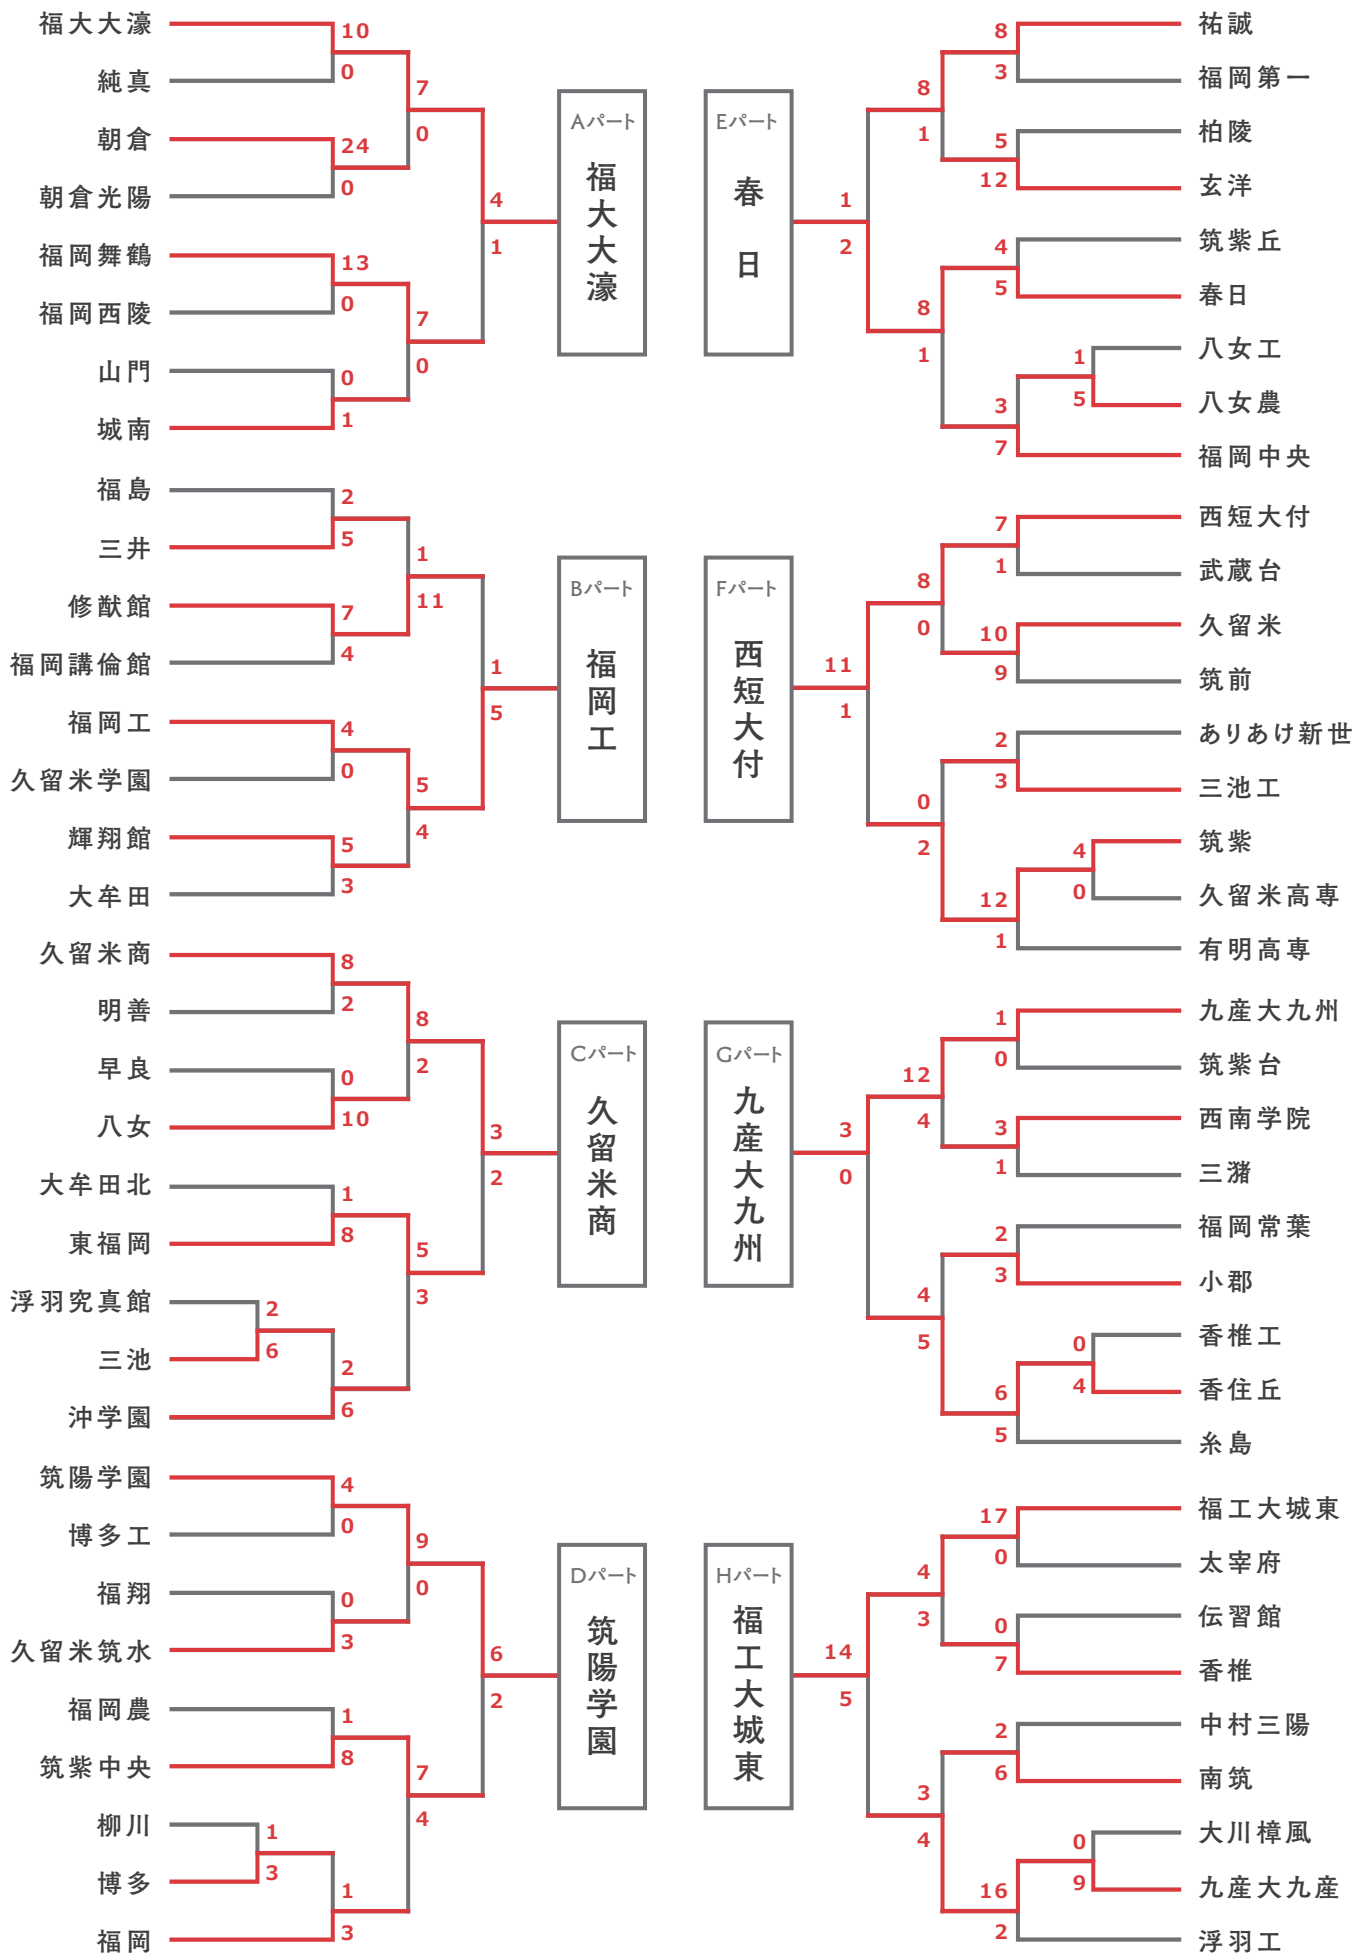 福大大濠
10
0
純真
7
0
朝倉
24
0
朝倉光陽
4
1
福岡舞鶴
13
0
福岡西陵
7
0
山門
0
1
城南
Aパート
福大大濠
福島
2
5
三井
1
11
修猷館
7
4
福岡講倫館
1
5
福岡工
4
0
久留米学園
5
4
輝翔館
5
3
大牟田
Bパート
福岡工
久留米商
8
2
明善
8
2
早良
0
10
八女
3
2
大牟田北
1
8
東福岡
5
3
浮羽究真館
2
6
三池
2
6
沖学園
Cパート
久留米商
筑陽学園
4
0
博多工
9
0
福翔
0
3
久留米筑水
6
2
福岡農
1
8
筑紫中央
7
4
柳川
1
3
博多
1
3
福岡
Dパート
筑陽学園
Eパート
春日
祐誠
8
3
福岡第一
8
1
柏陵
5
12
玄洋
1
2
筑紫丘
4
5
春日
8
1
八女工
1
5
八女農
3
7
福岡中央
Fパート
西短大付
西短大付
7
1
武蔵台
8
0
久留米
10
9
筑前
11
1
ありあけ新世
2
3
三池工
0
2
筑紫
4
0
久留米高専
12
1
有明高専
Gパート
九産大九州
九産大九州
1
0
筑紫台
12
4
西南学院
3
1
三潴
3
0
福岡常葉
2
3
小郡
4
5
香椎工
0
4
香住丘
6
5
糸島
Hパート
福工大城東
福工大城東
17
0
太宰府
4
3
伝習館
0
7
香椎
14
5
中村三陽
2
6
南筑
3
4
大川樟風
0
9
九産大九産
16
2
浮羽工